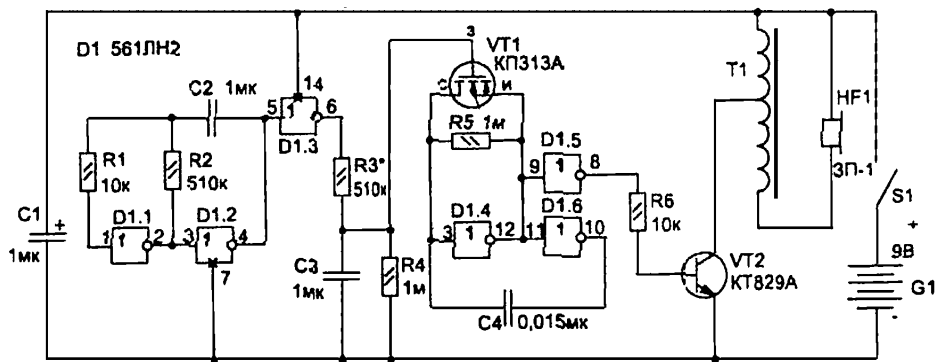 D1 561ЛН2
C2 1мк
14
5
1
6
D1.3
R1
10к
R2
510к
R3*
510к
C1
+
1мк
1
D1.1
1
2
3
D1.2
1
4
7
C3
1мк
R4
1м
З
VT1
КП313А
С
И
R5 1м
9
D1.5
1
8
3
D1.4
1
12
11
D1.6
1
10
C4
0,015мк
R6
10к
VT2
КТ829А
T1
HF1
ЗП-1
S1
+
9В
G1